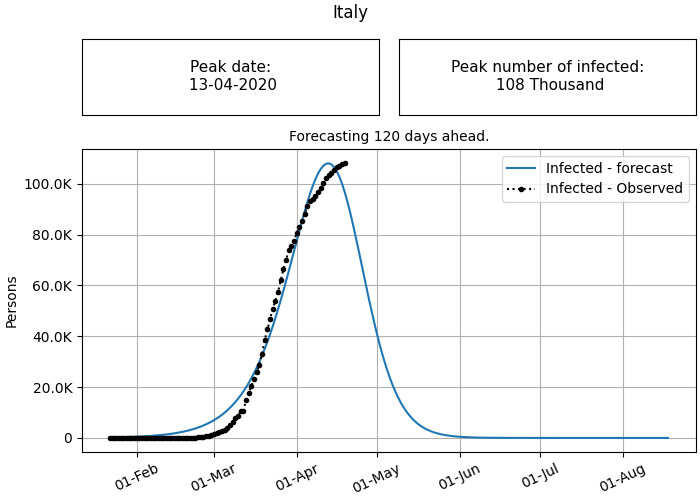 Italy
Peak date:
13-04-2020
Peak number of infected:
108 Thousand
Forecasting 120 days ahead.
Infected - forecast
Infected - Observed
Persons
100.0K
80.0K
60.0K
40.0K
20.0K
0
01-Feb
01-Mar
01-Apr
01-May
01-Jun
01-Jul
01-Aug